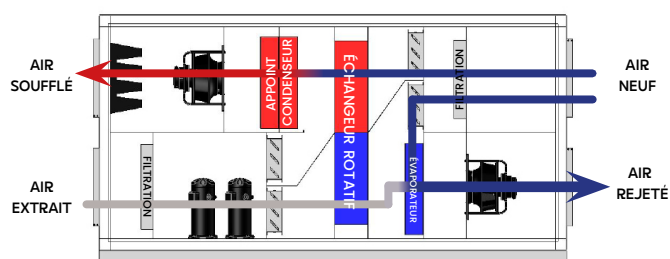 AIR
SOUFFLÉ
APPOINT
CONDENSEUR
ÉCHANGEUR ROTATIF
FILTRATION
AIR
NEUF
AIR
EXTRAIT
FILTRATION
ÉVAPORATEUR
AIR
REJETÉ